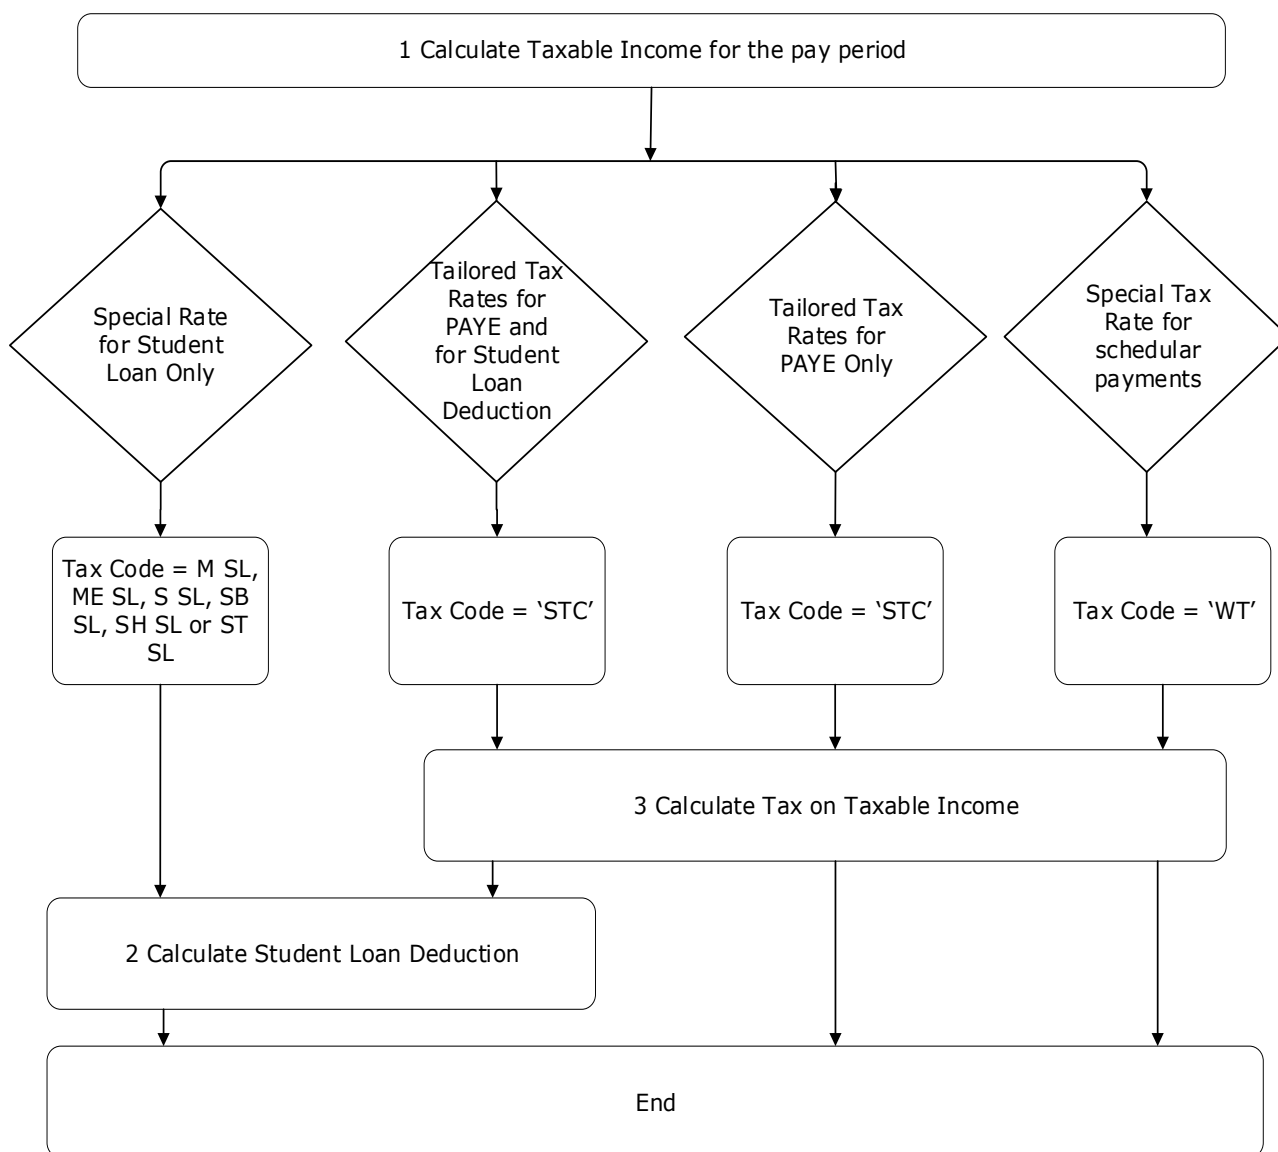 1 Calculate Taxable Income for the pay period
Special Rate
for Student
Loan Only
Tailored Tax
Rates for
PAYE and
for Student
Loan
Deduction
Tailored Tax
Rates for
PAYE Only
Special Tax
Rate for
schedular
payments
Tax Code = M SL,
ME SL, S SL, SB
SL, SH SL or ST
SL
Tax Code = ‘STC’
Tax Code = ‘STC’
Tax Code = ‘WT’
3 Calculate Tax on Taxable Income
2 Calculate Student Loan Deduction
End